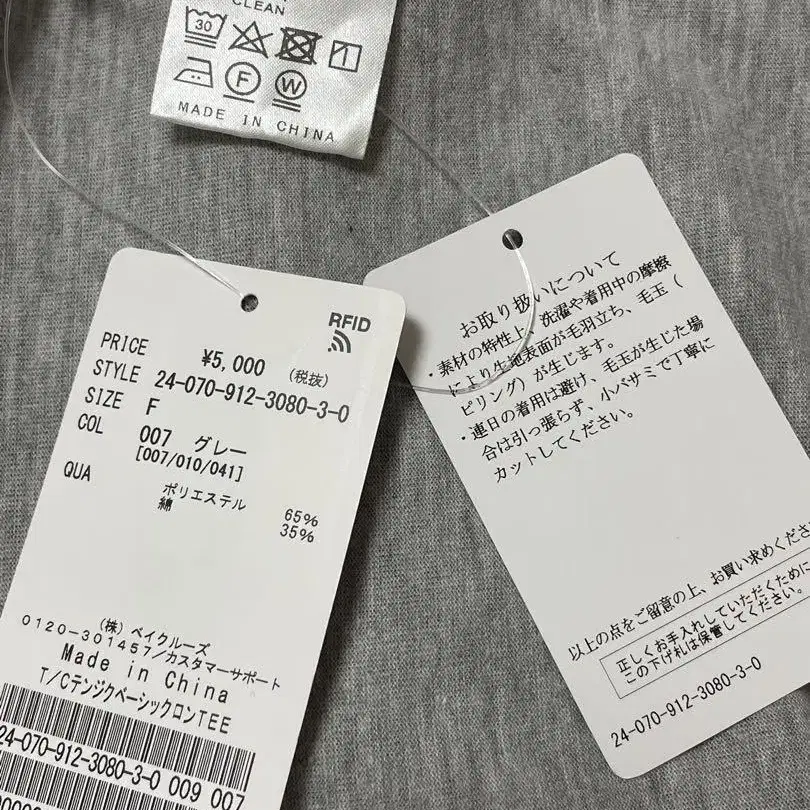 CLEAN
30
F
W
MADE IN CHINA
RFID
PRICE ¥5,000 (税抜)
STYLE 24-070-912-3080-3-0
SIZE F
COL 007 グレー
[007/010/041]
QUA ポリエステル 65%
綿 35%
(株) ベイクルーズ
0120-301457/カスタマーサポート
Made in China
T/CテンジクベーシックロンTEE
24-070-912-3080-3-0 009 007
お取り扱いについて
・素材の特性上、洗濯や着用中の摩擦
により生地表面が毛羽立ち、毛玉(
ピリング)が生じます。
・連日の着用は避け、毛玉が生じた場
合は引っ張らず、小バサミで丁寧に
カットしてください。
以上の点をご留意の上、お買い求めくださ
正しくお手入れしていただくために
この下げ札は保管してください。
24-070-912-3080-3-0